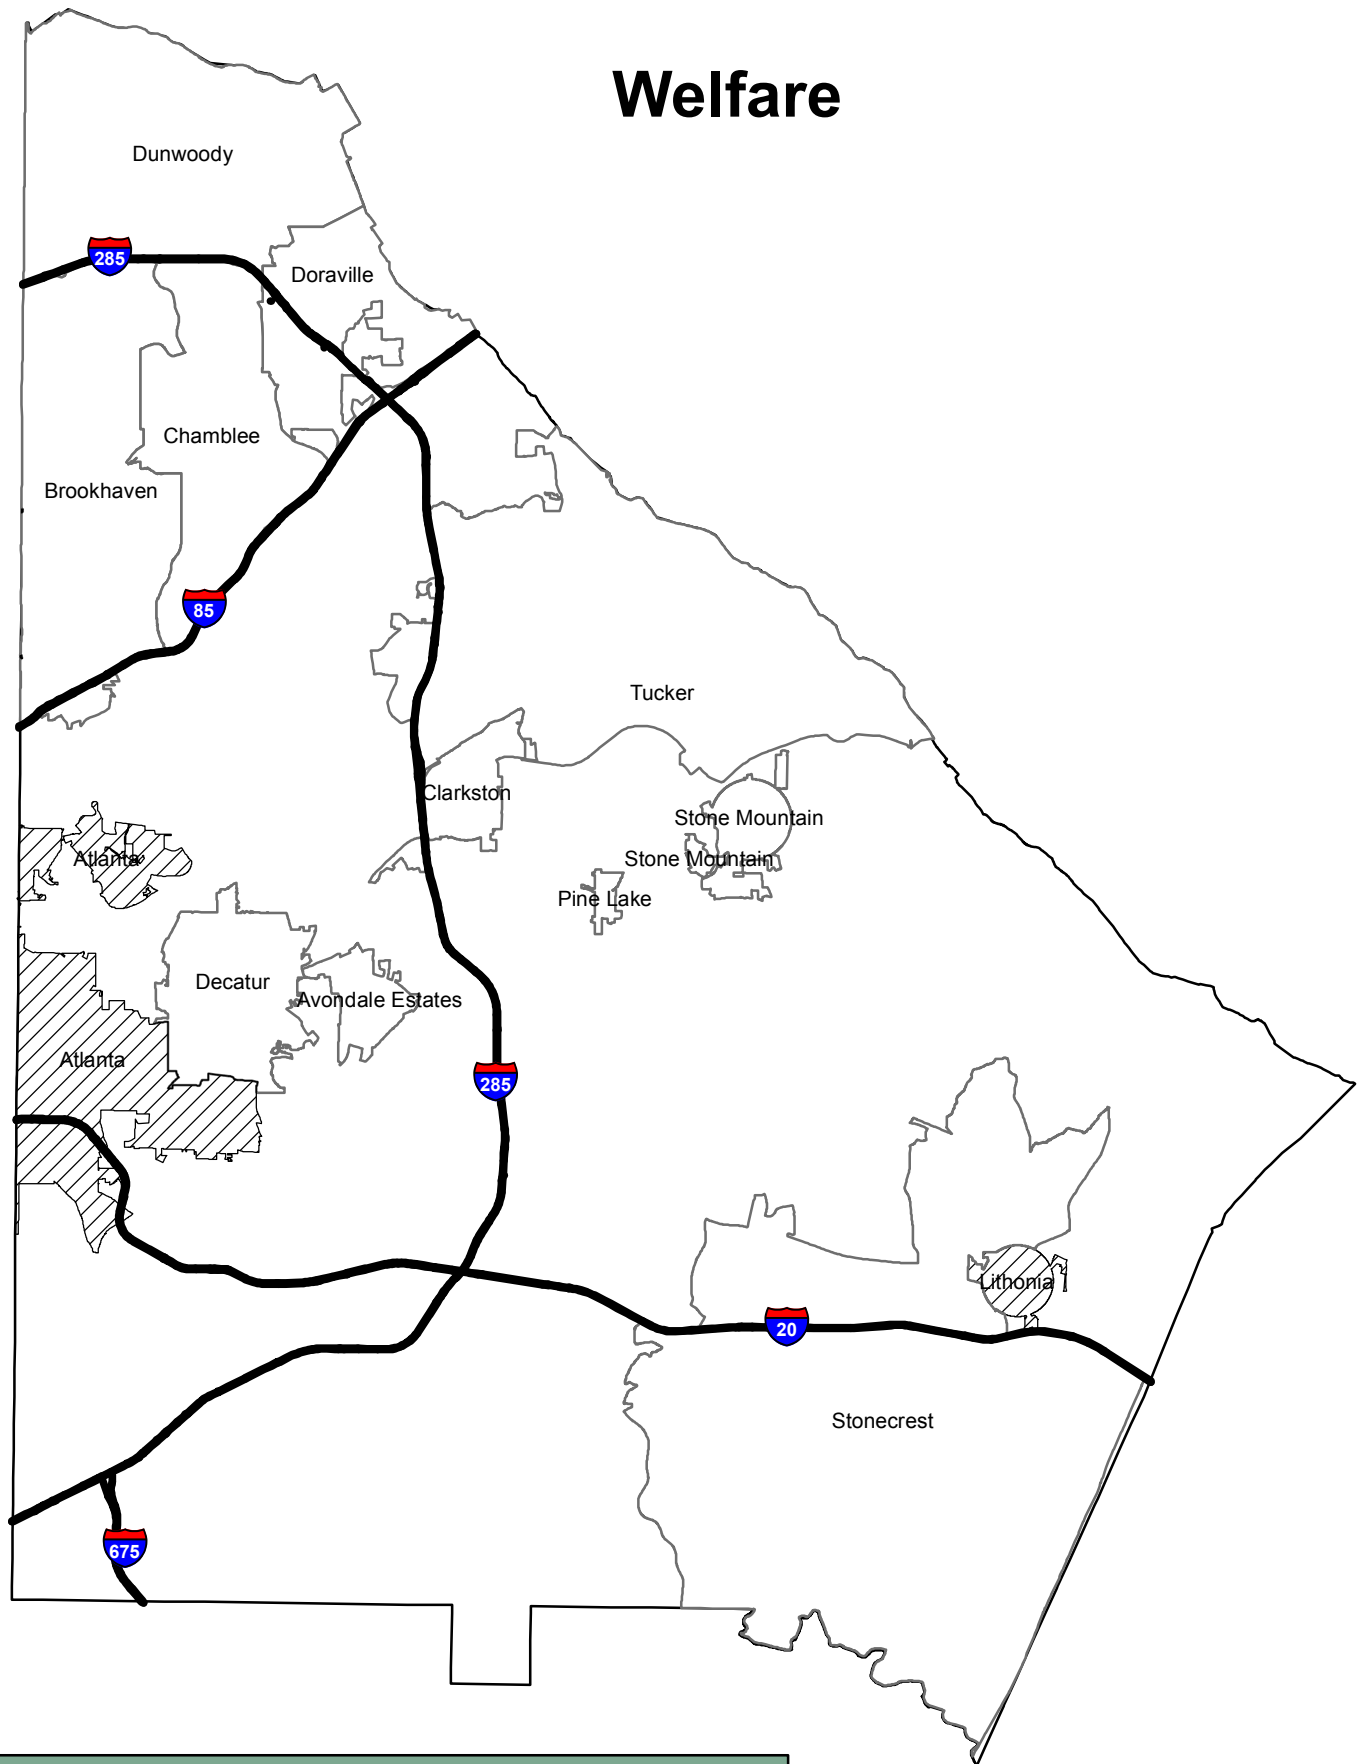 Welfare
Dunwoody
285
Doraville
Chamblee
Brookhaven
85
Tucker
Clarkston
Stone Mountain
Atlanta
Stone Mountain
Pine Lake
Decatur
Avondale Estates
Atlanta
285
Lithonia
20
Stonecrest
675